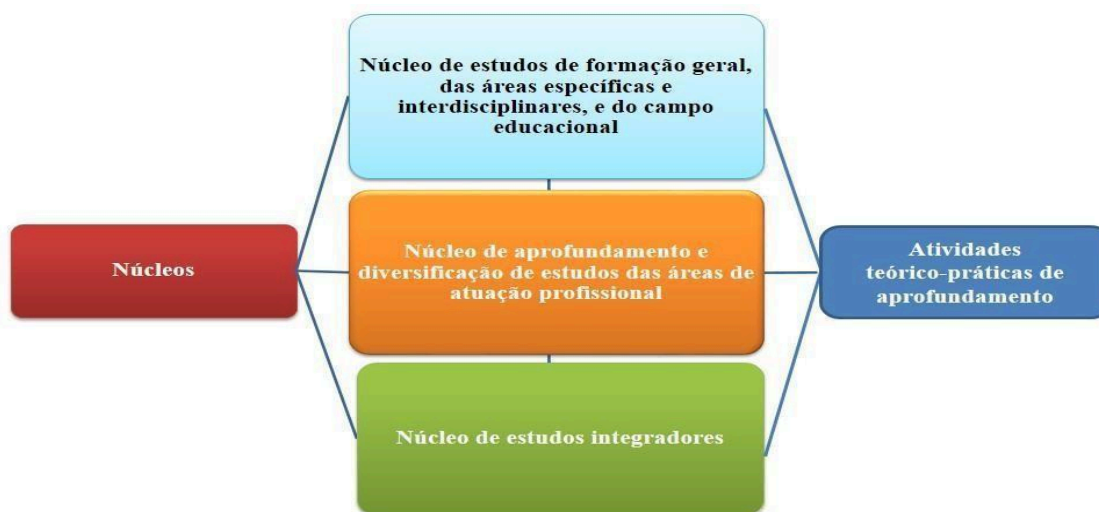 Núcleo de estudos de formação geral,
das áreas específicas e
interdisciplinares, e do campo
educacional
Núcleos
Núcleo de aprofundamento e
diversificação de estudos das áreas de
atuação profissional
Atividades
teórico-práticas de
aprofundamento
Núcleo de estudos integradores